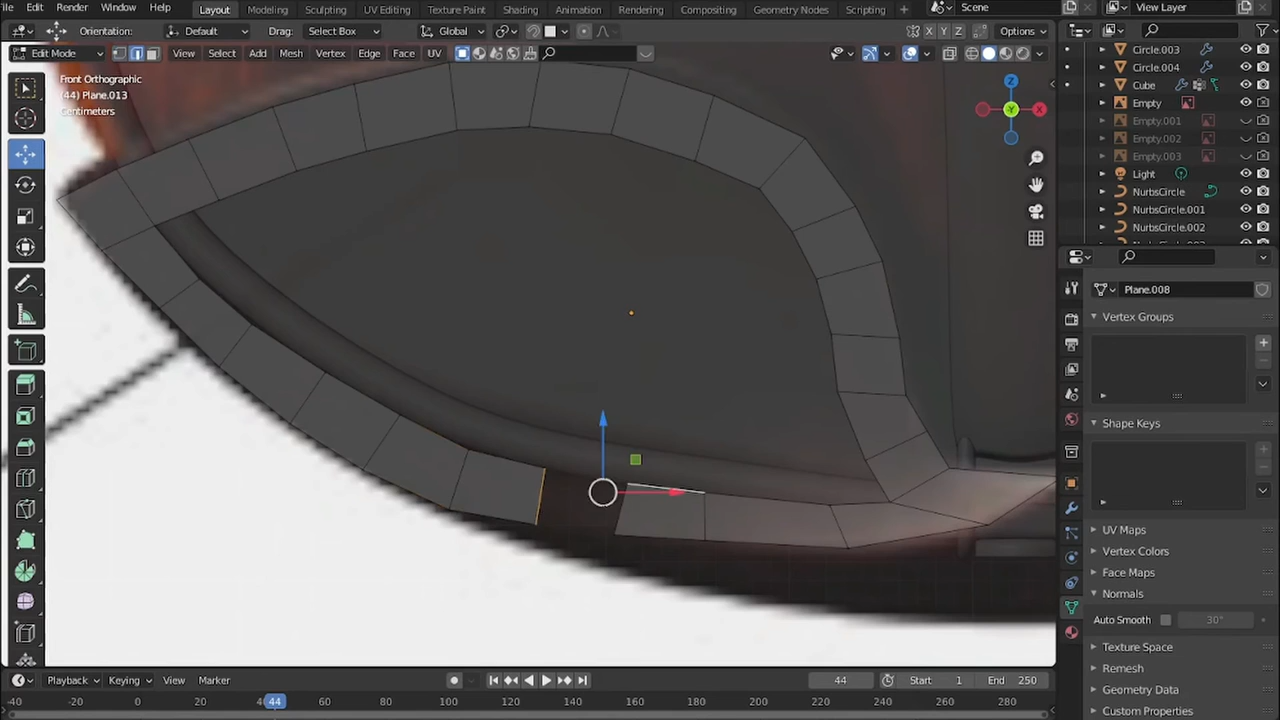 ile Edit Render Window Help Layout Modeling Sculpting UV Editing Texture Paint Shading Animation Rendering Compositing Geometry Nodes Scripting + Scene View Layer
Orientation: Default Drag: Select Box Global X Y Z Options
Edit Mode View Select Add Mesh Vertex Edge Face UV
Front Orthographic
(44) Plane.013
Centimeters
Z
Y
X
Circle.003
Circle.004
Cube
Empty
Empty.001
Empty.002
Empty.003
Light
NurbsCircle
NurbsCircle.001
NurbsCircle.002
Plane.008
Vertex Groups
Shape Keys
UV Maps
Vertex Colors
Face Maps
Normals
Auto Smooth 30°
Texture Space
Remesh
Geometry Data
Custom Properties
Playback Keying View Marker 44 Start 1 End 250
-40 -20 0 20 44 60 80 100 120 140 160 180 200 220 240 260 280